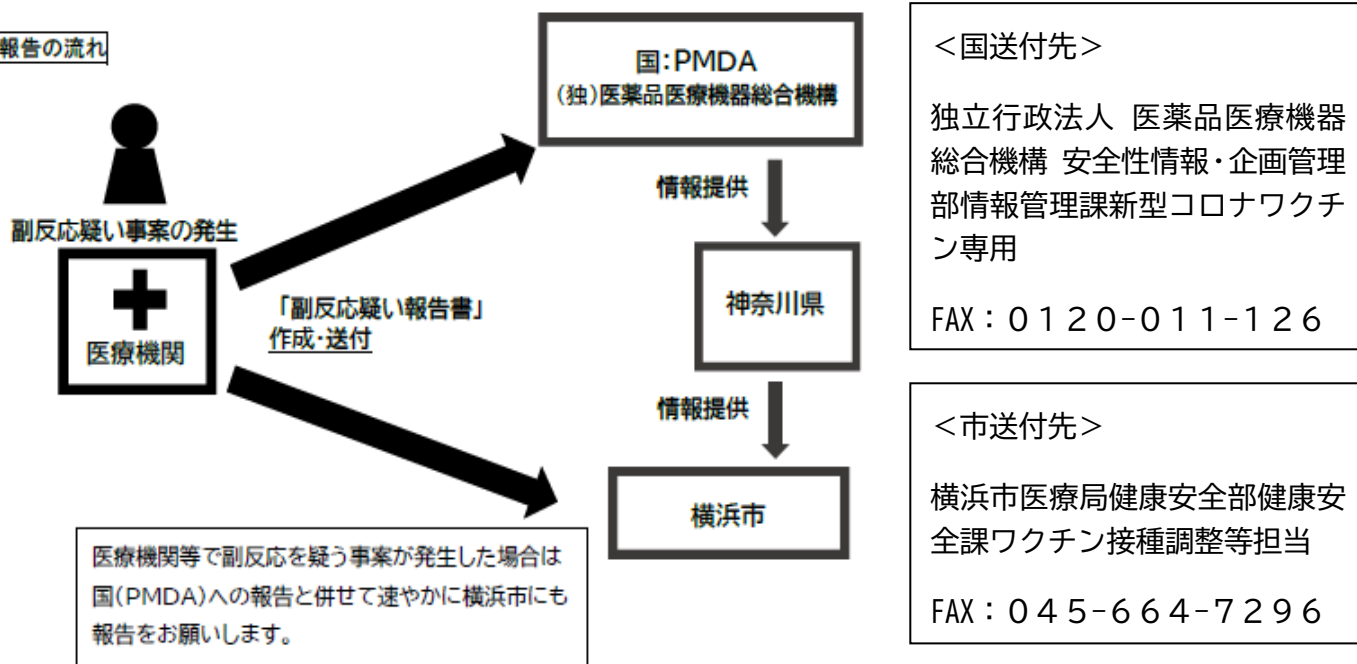 報告の流れ
国:PMDA
(独)医薬品医療機器総合機構
情報提供
副反応疑い事案の発生
医療機関
「副反応疑い報告書」
作成・送付
神奈川県
情報提供
横浜市
医療機関等で副反応を疑う事案が発生した場合は
国(PMDA)への報告と併せて速やかに横浜市にも
報告をお願いします。
＜国送付先＞
独立行政法人 医薬品医療機器
総合機構 安全性情報・企画管理
部情報管理課新型コロナワクチ
ン専用
FAX：０１２０-０１１-１２６
＜市送付先＞
横浜市医療局健康安全部健康安
全課ワクチン接種調整等担当
FAX：０４５-６６４-７２９６